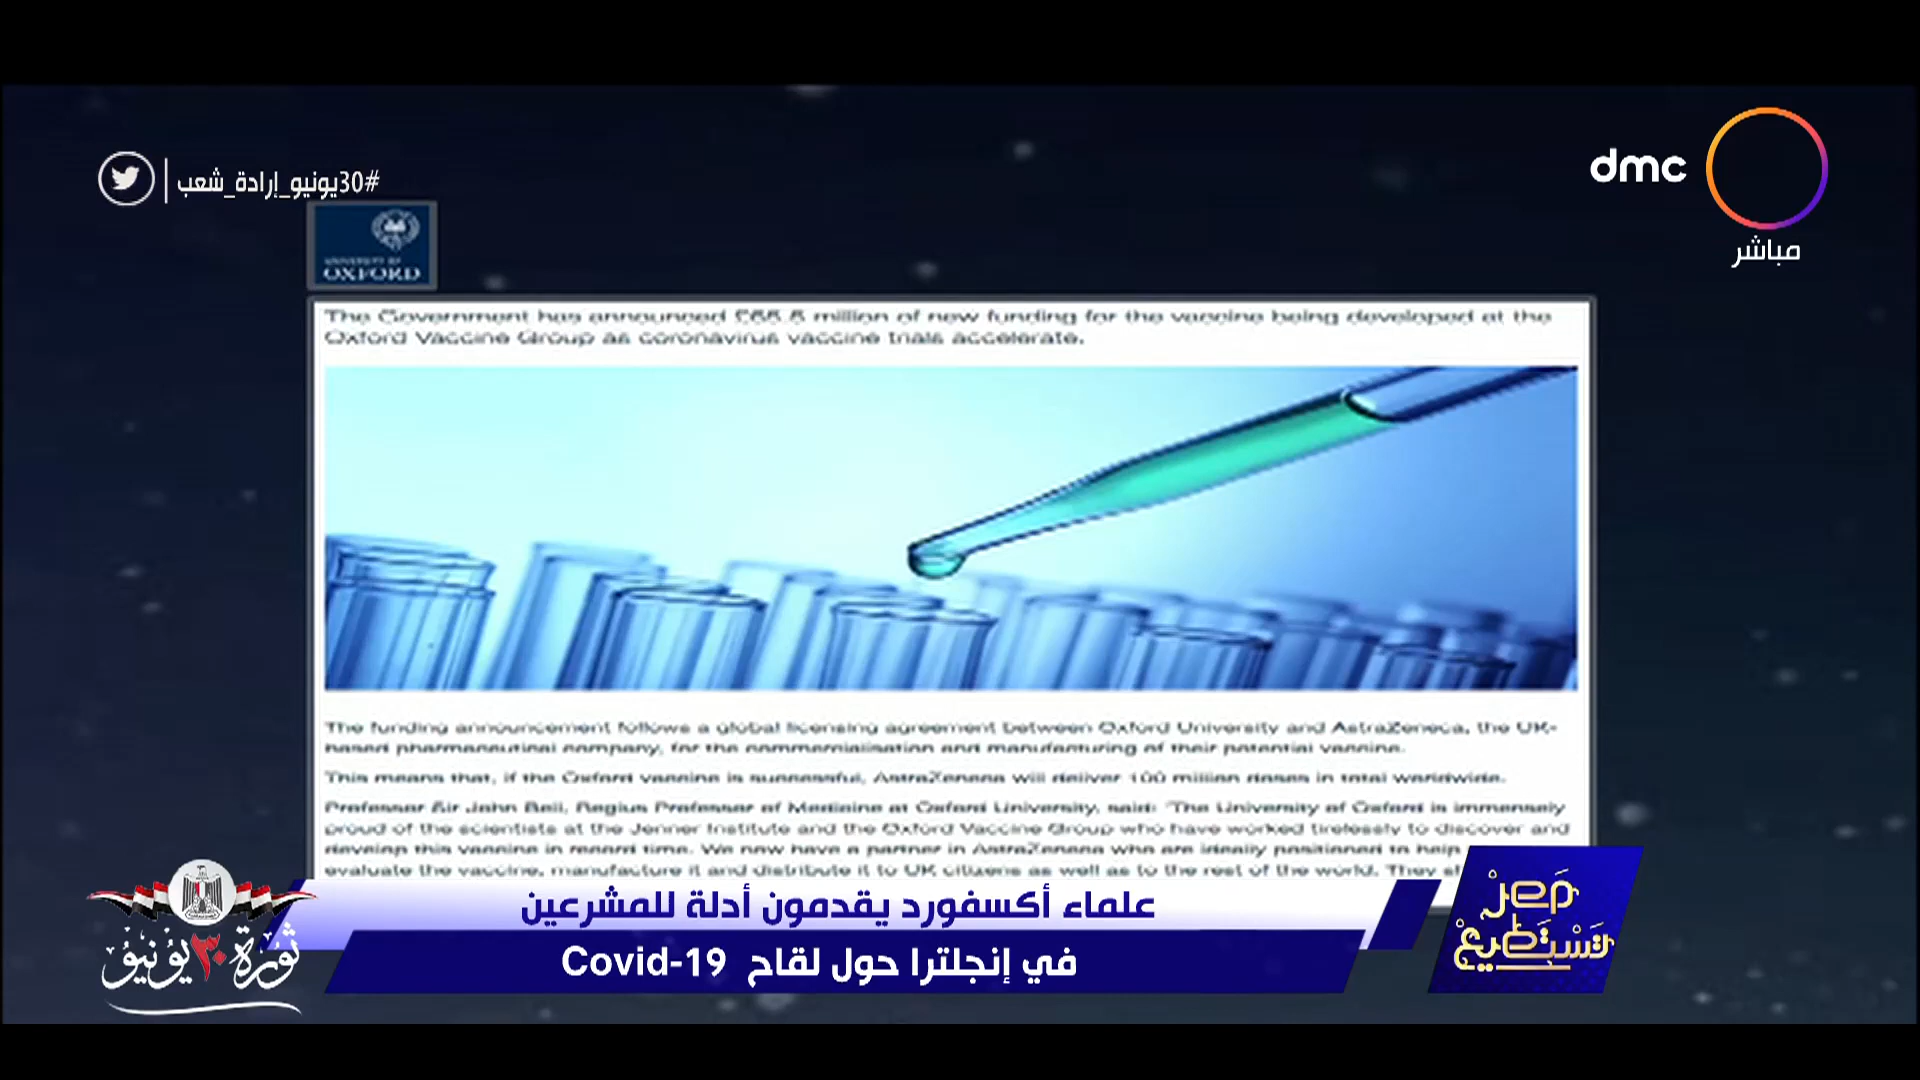 #30يونيو_إرادة_شعب
dmc
مباشر
UNIVERSITY OF
OXFORD
The Government has announced £65.5 million of new funding for the vaccine being developed at the
Oxford Vaccine Group as coronavirus vaccine trials accelerate.
The funding announcement follows a global licensing agreement between Oxford University and AstraZeneca, the UK-
based pharmaceutical company, for the commercialisation and manufacturing of their potential vaccine.
This means that, if the Oxford vaccine is successful, AstraZeneca will deliver 100 million doses in total worldwide.
Professor Sir John Bell, Regius Professor of Medicine at Oxford University, said: 'The University of Oxford is immensely
proud of the scientists at the Jenner Institute and the Oxford Vaccine Group who have worked tirelessly to discover and
develop this vaccine in record time. We now have a partner in AstraZeneca who are ideally positioned to help
evaluate the vaccine, manufacture it and distribute it to UK citizens as well as to the rest of the world. They
علماء أكسفورد يقدمون أدلة للمشرعين
في إنجلترا حول لقاح Covid-19
مصر
تستطيع
ثورة ٣٠ يونيو